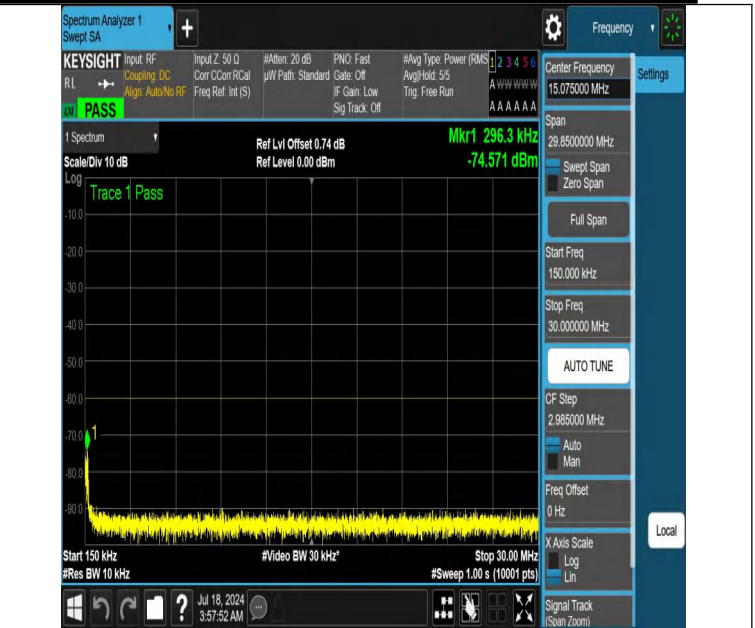 Spectrum Analyzer 1
Swept SA
+
Frequency
KEYSIGHT
RL
PASS
Input: RF
Coupling: DC
Align: Auto/No RF
Input Z: 50 Ω
Corr CCorr RCal
Freq Ref: Int (S)
#Atten: 20 dB
µW Path: Standard
PNO: Fast
Gate: Off
IF Gain: Low
Sig Track: Off
#Avg Type: Power (RMS
Avg|Hold: 5/5
Trig: Free Run
1 2 3 4 5 6
A W W W W W
A A A A A A
Center Frequency
15.075000 MHz
Settings
1 Spectrum
Scale/Div 10 dB
Ref Lvl Offset 0.74 dB
Ref Level 0.00 dBm
Mkr1 296.3 kHz
-74.571 dBm
Log
Trace 1 Pass
-10.0
-20.0
-30.0
-40.0
-50.0
-60.0
-70.0
-80.0
-90.0
1
Start 150 kHz
#Res BW 10 kHz
#Video BW 30 kHz*
Stop 30.00 MHz
#Sweep 1.00 s (10001 pts)
Span
29.8500000 MHz
Swept Span
Zero Span
Full Span
Start Freq
150.000 kHz
Stop Freq
30.000000 MHz
AUTO TUNE
CF Step
2.985000 MHz
Auto
Man
Freq Offset
0 Hz
X Axis Scale
Log
Lin
Signal Track
(Span Zoom)
Local
?
Jul 18, 2024
3:57:52 AM